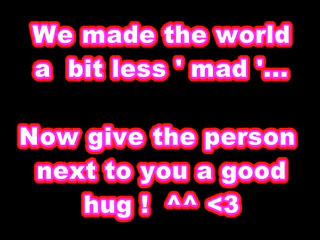 We made the world
a bit less ' mad '...
Now give the person
next to you a good
hug ! ^^ <3